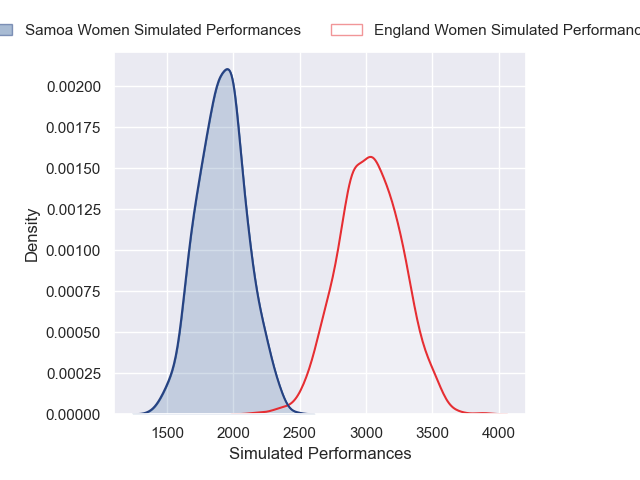 Samoa Women Simulated Performances England Women Simulated Performanc
0.00200
0.00175
0.00150
0.00125
0.00100
0.00075
0.00050
0.00025
0.00000
Density
1500 2000 2500 3000 3500 4000
Simulated Performances